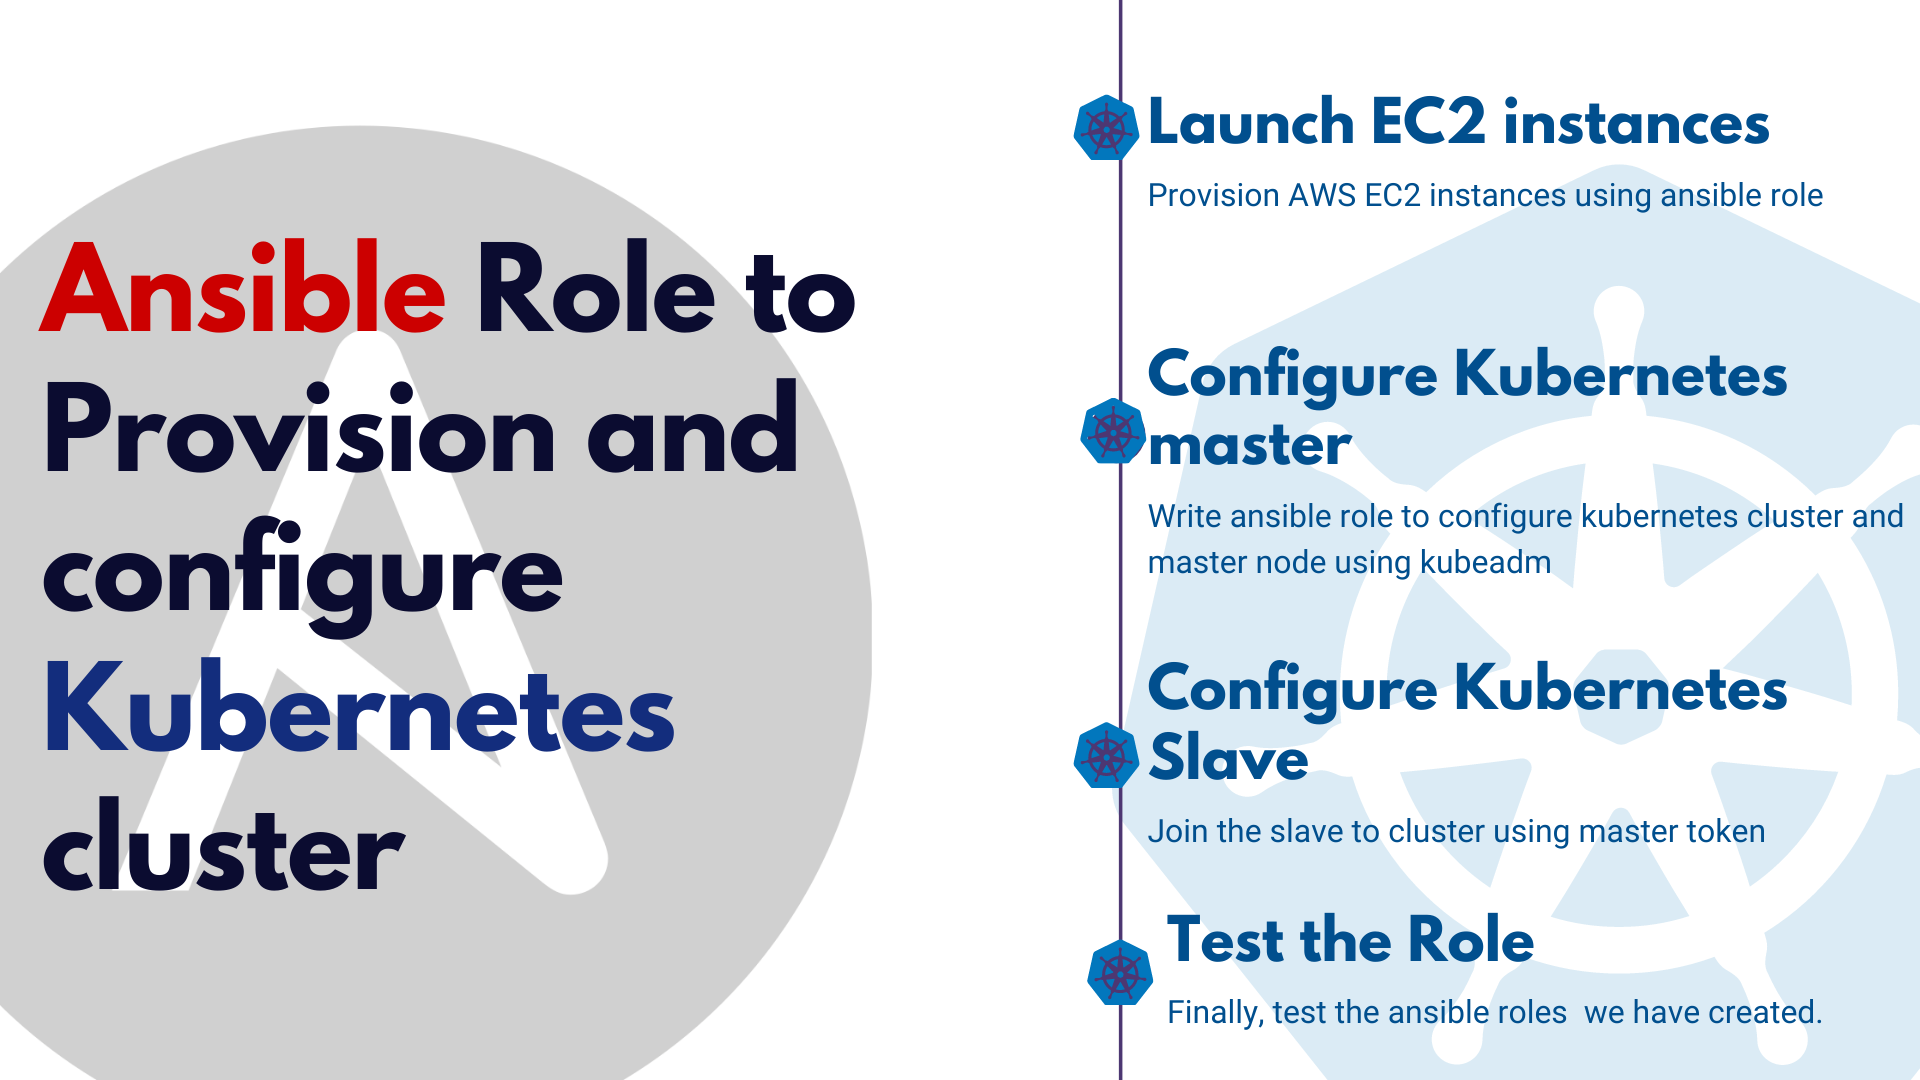 Ansible Role to
Provision and
configure
Kubernetes
cluster
Launch EC2 instances
Provision AWS EC2 instances using ansible role
Configure Kubernetes
master
Write ansible role to configure kubernetes cluster and
master node using kubeadm
Configure Kubernetes
Slave
Join the slave to cluster using master token
Test the Role
Finally, test the ansible roles  we have created.